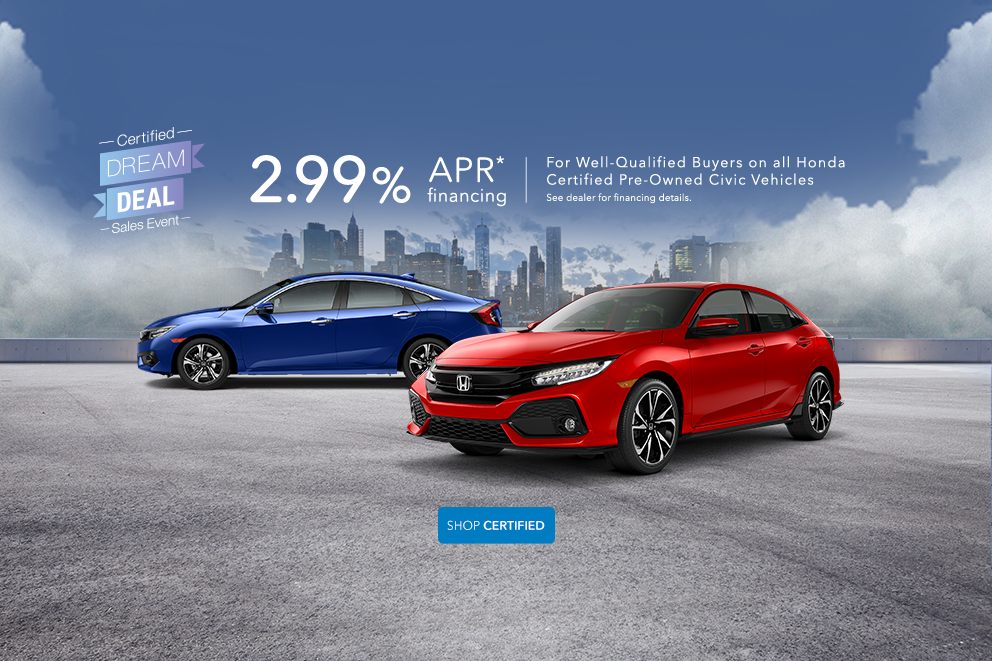 — Certified —
DREAM
DEAL
— Sales Event —
2.99% APR*
financing
For Well-Qualified Buyers on all Honda
Certified Pre-Owned Civic Vehicles
See dealer for financing details.
SHOP CERTIFIED